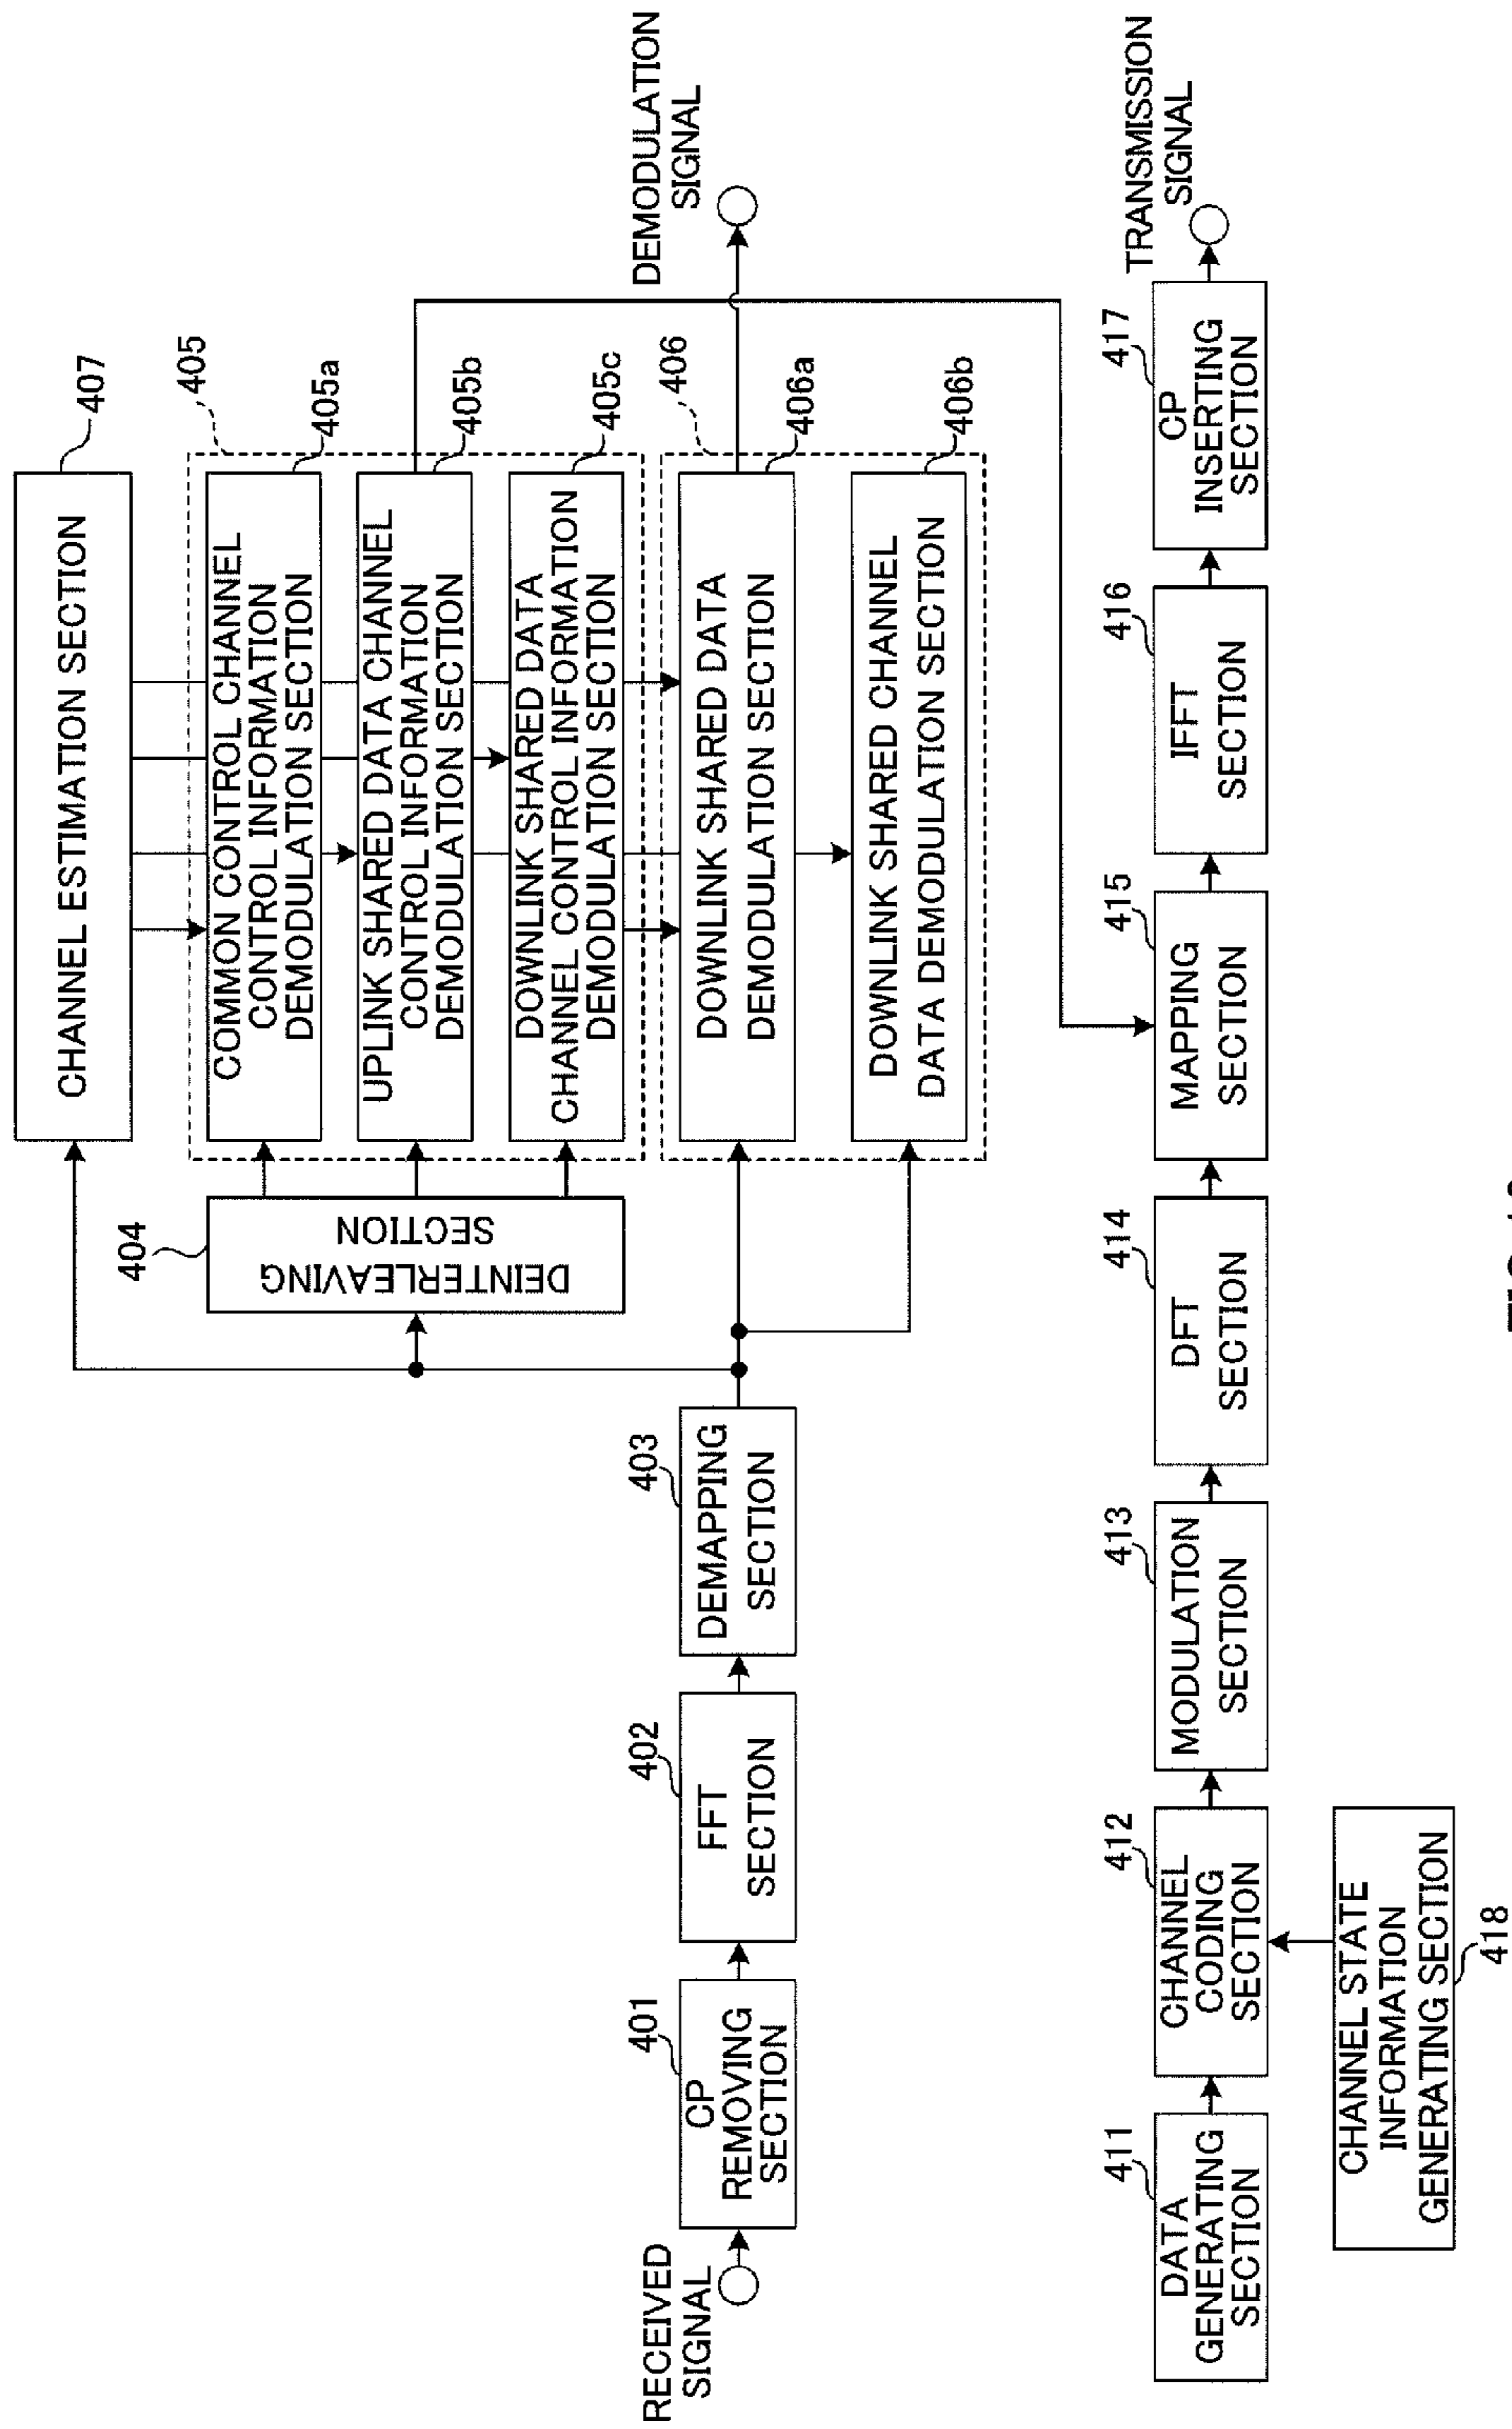 RECEIVED
SIGNAL
401
CP
REMOVING
SECTION
402
FFT
SECTION
403
DEMAPPING
SECTION
404
DEINTERLEAVING
SECTION
407
CHANNEL ESTIMATION SECTION
405
405a
COMMON CONTROL CHANNEL
CONTROL INFORMATION
DEMODULATION SECTION
405b
UPLINK SHARED DATA CHANNEL
CONTROL INFORMATION
DEMODULATION SECTION
405c
DOWNLINK SHARED DATA
CHANNEL CONTROL INFORMATION
DEMODULATION SECTION
406
406a
DOWNLINK SHARED DATA
DEMODULATION SECTION
406b
DOWNLINK SHARED CHANNEL
DATA DEMODULATION SECTION
DEMODULATION
SIGNAL
411
DATA
GENERATING
SECTION
412
CHANNEL
CODING
SECTION
413
MODULATION
SECTION
414
DFT
SECTION
415
MAPPING
SECTION
416
IFFT
SECTION
417
CP
INSERTING
SECTION
TRANSMISSION
SIGNAL
CHANNEL STATE
INFORMATION
GENERATING SECTION
418